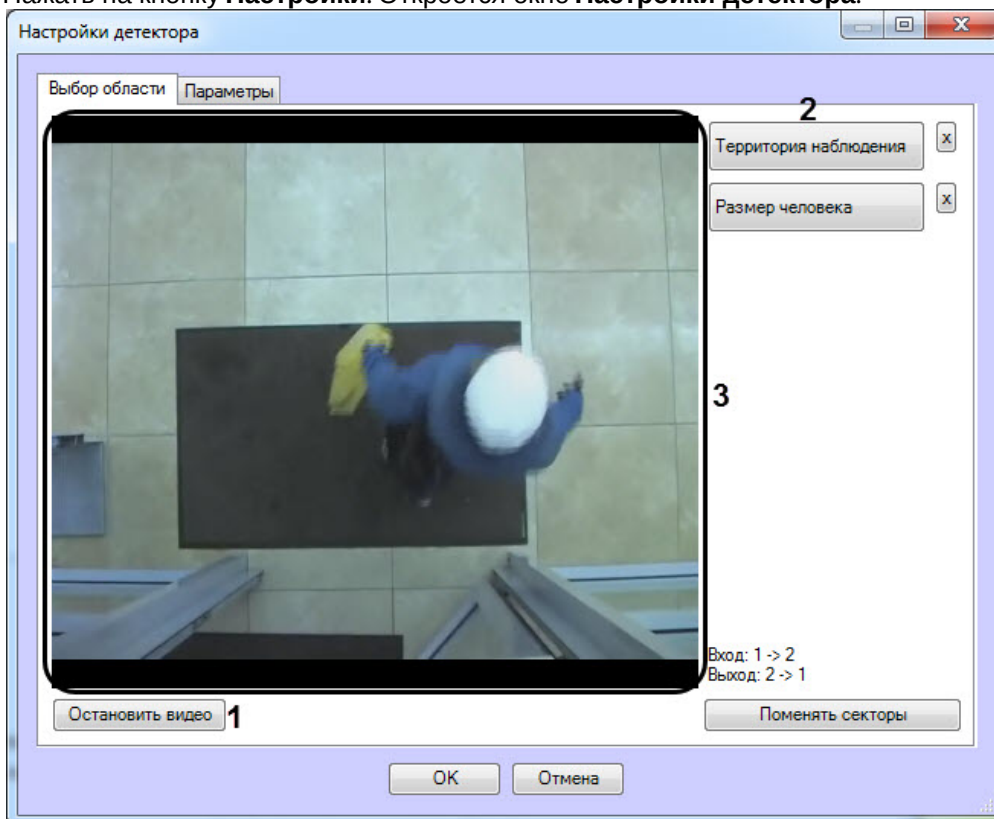 Нажать на кнопку Настройки. Откроется окно Настройки детектора.
Настройки детектора
Выбор области
Параметры
2
Территория наблюдения
x
Размер человека
x
3
Вход: 1 -> 2
Выход: 2 -> 1
Остановить видео
1
Поменять секторы
OK
Отмена